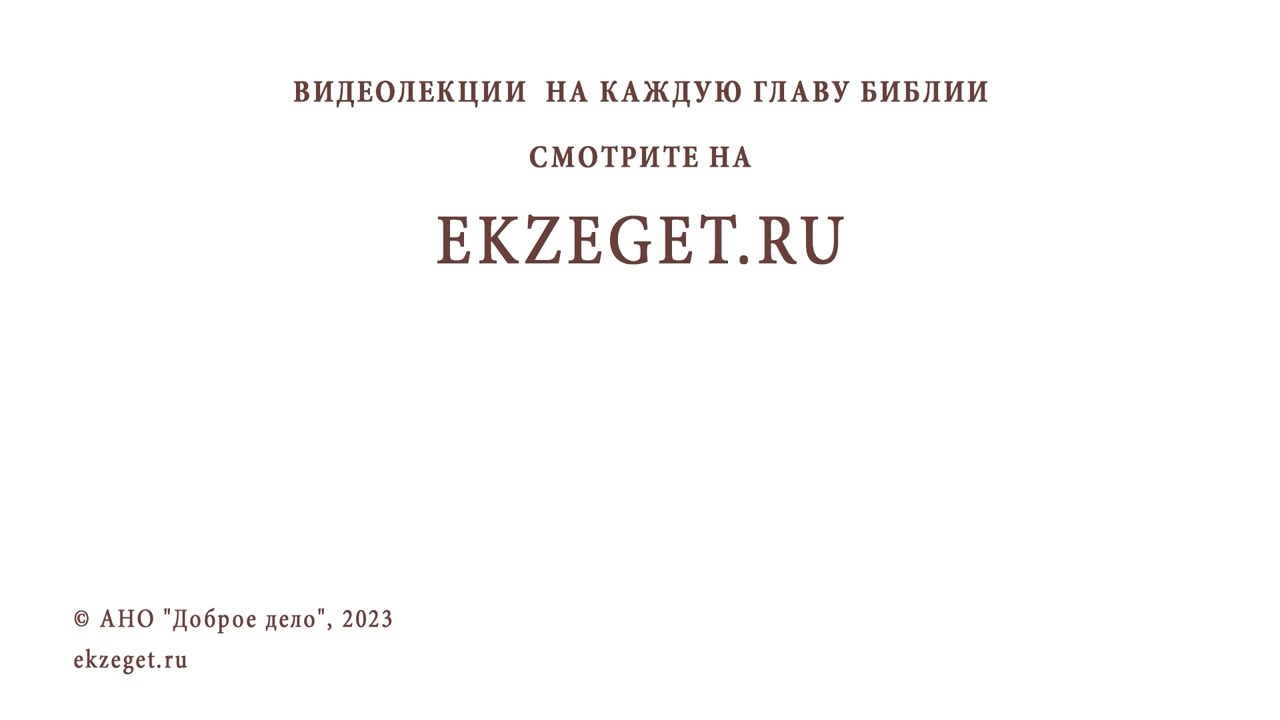 ВИДЕОЛЕКЦИИ НА КАЖДУЮ ГЛАВУ БИБЛИИ
СМОТРИТЕ НА
EKZEGET.RU
© АНО "Доброе дело", 2023
ekzeget.ru